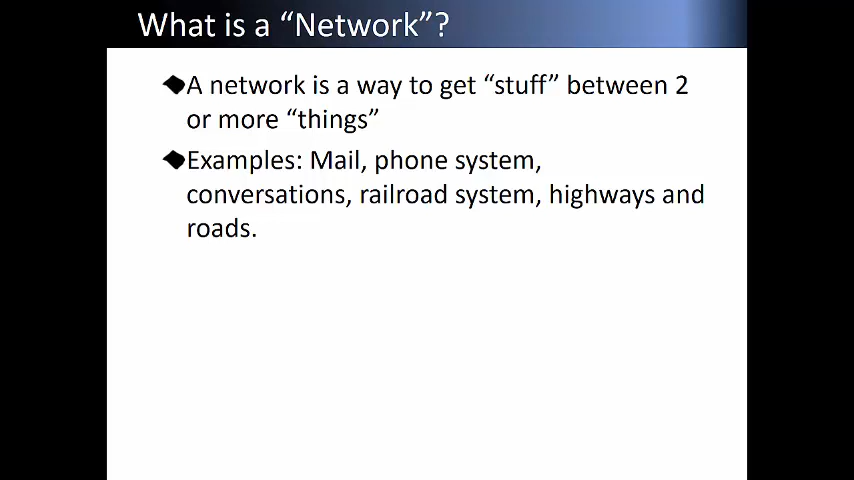 What is a “Network”?
A network is a way to get “stuff” between 2
or more “things”
Examples: Mail, phone system,
conversations, railroad system, highways and
roads.